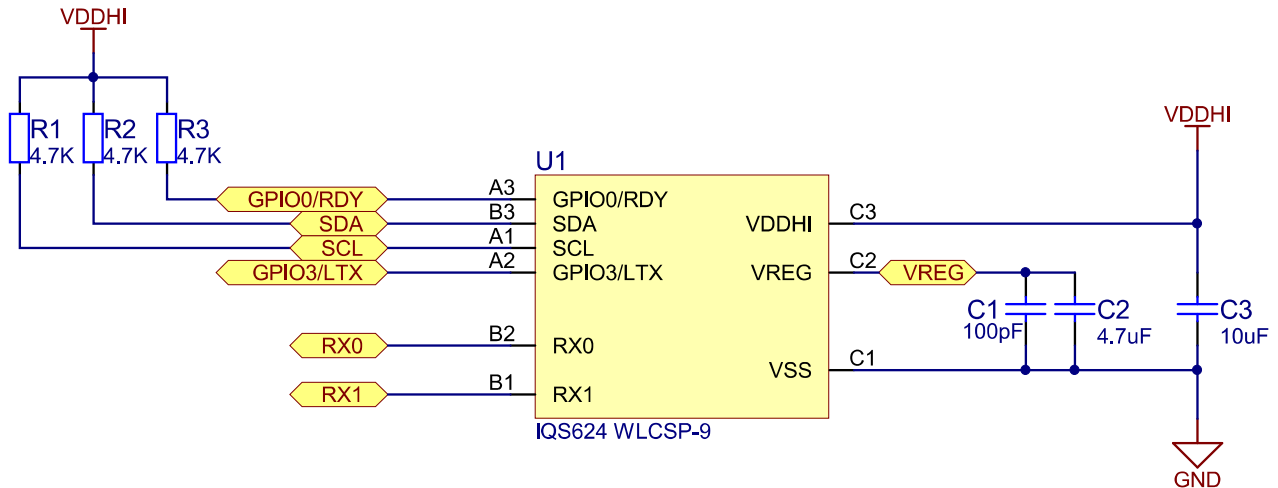 VDDHI
R1 R2 R3
4.7K 4.7K 4.7K
VDDHI
U1
GPIO0/RDY A3 GPIO0/RDY
SDA B3 SDA
SCL A1 SCL
GPIO3/LTX A2 GPIO3/LTX
RX0 B2 RX0
RX1 B1 RX1
VDDHI C3
VREG C2 VREG
VSS C1
C1
100pF
C2
4.7uF
C3
10uF
IQS624 WLCSP-9
GND